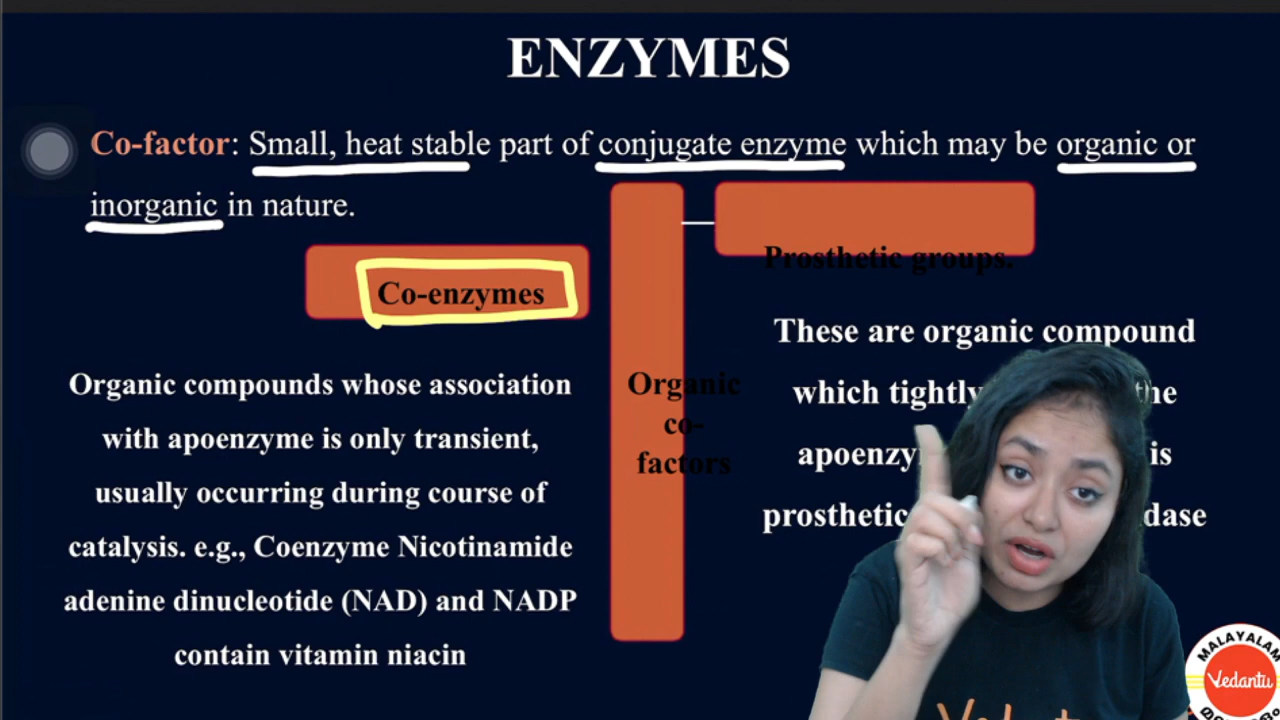 ENZYMES
Co-factor: Small, heat stable part of conjugate enzyme which may be organic or
inorganic in nature.
Co-enzymes
Organic compounds whose association
with apoenzyme is only transient,
usually occurring during course of
catalysis. e.g., Coenzyme Nicotinamide
adenine dinucleotide (NAD) and NADP
contain vitamin niacin
Organic
co-
factors
Prosthetic groups.
These are organic compound
which tightly the
apoenzy is
prosthetic dase
MALAYALAM
Vedantu